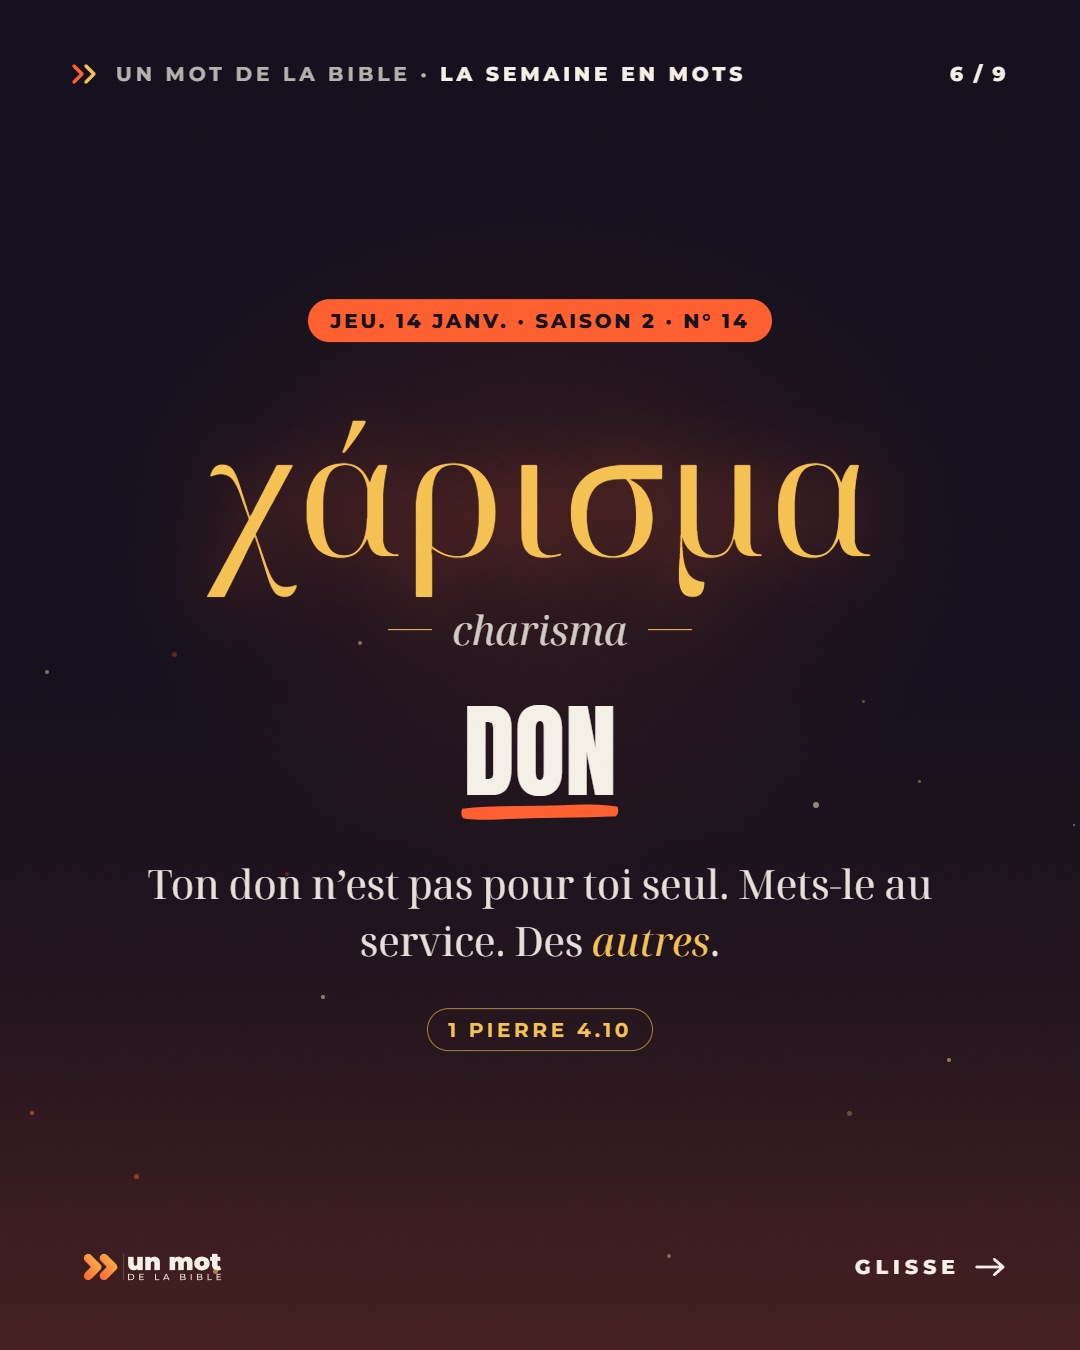 UN MOT DE LA BIBLE · LA SEMAINE EN MOTS
6 / 9
JEU. 14 JANV. · SAISON 2 · N° 14
χάρισμα
charisma
DON
Ton don n’est pas pour toi seul. Mets-le au
service. Des autres.
1 PIERRE 4.10
un mot
DE LA BIBLE
GLISSE →